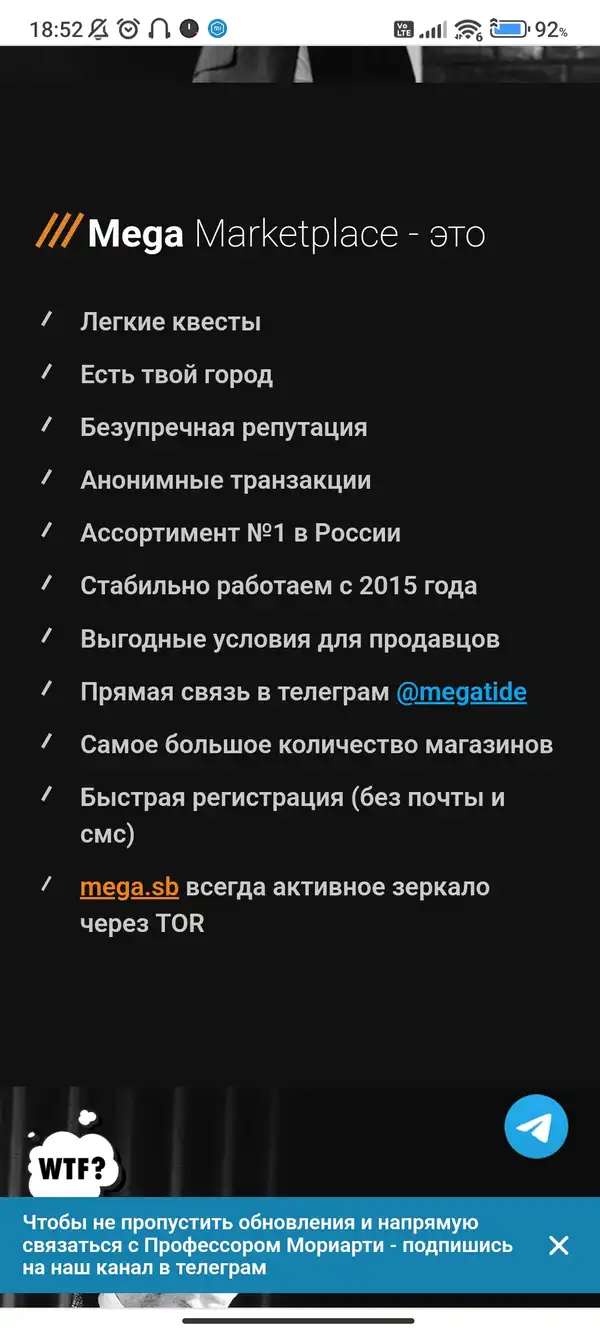 18:52
Vo LTE
6
92%
Mega Marketplace - это
Легкие квесты
Есть твой город
Безупречная репутация
Анонимные транзакции
Ассортимент №1 в России
Стабильно работаем с 2015 года
Выгодные условия для продавцов
Прямая связь в телеграм @megatide
Самое большое количество магазинов
Быстрая регистрация (без почты и
смс)
mega.sb всегда активное зеркало
через TOR
WTF?
Чтобы не пропустить обновления и напрямую
связаться с Профессором Мориарти - подпишись
на наш канал в телеграм